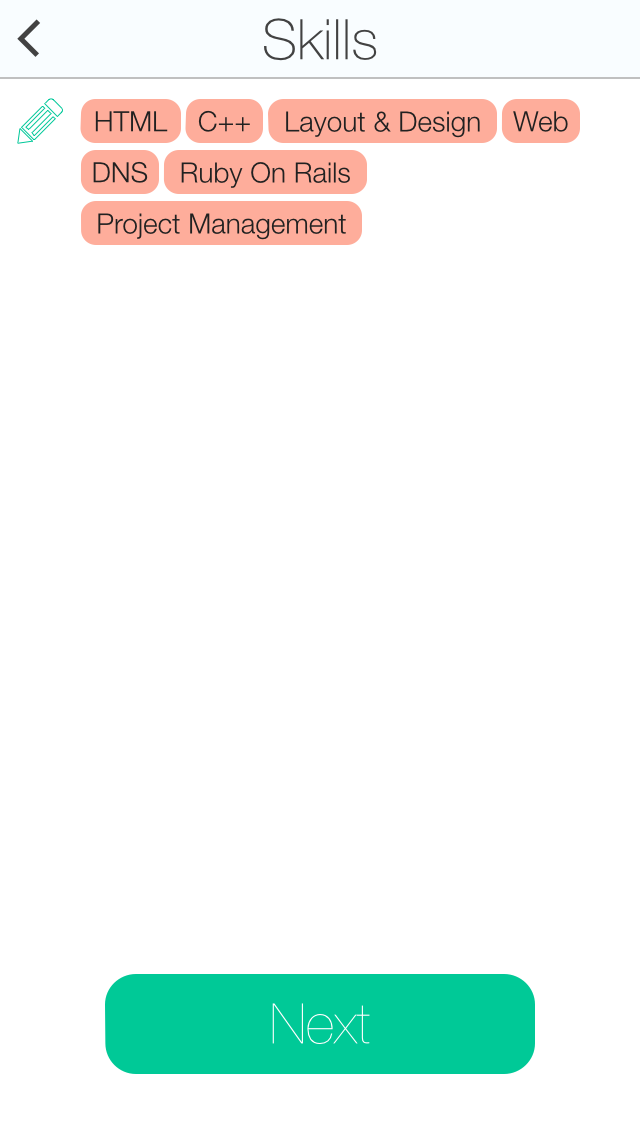 Skills
HTML C++ Layout & Design Web
DNS Ruby On Rails
Project Management
Next